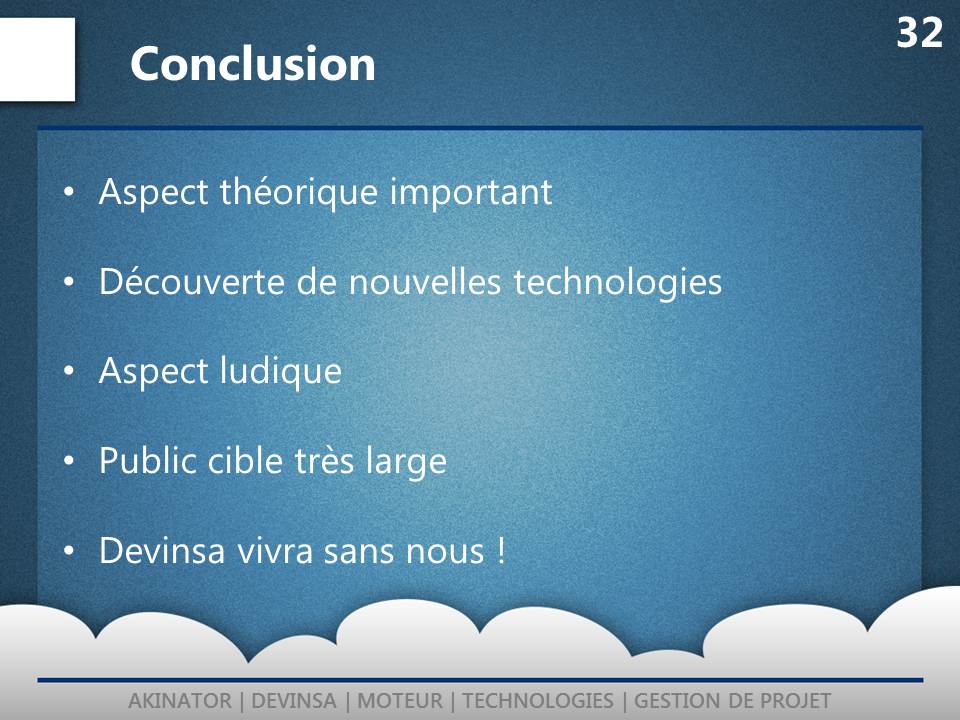 32
Conclusion
• Aspect théorique important
• Découverte de nouvelles technologies
• Aspect ludique
• Public cible très large
• Devinsa vivra sans nous !
AKINATOR | DEVINSA | MOTEUR | TECHNOLOGIES | GESTION DE PROJET